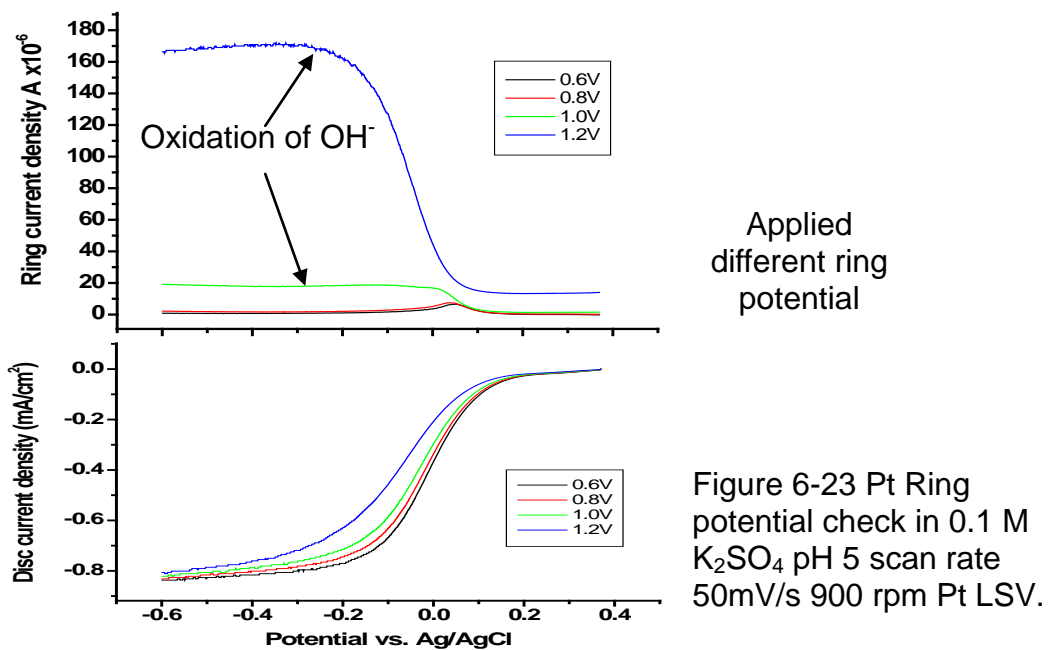 Ring current density A x10⁻⁶
180
160
140
120
100
80
60
40
20
0
Oxidation of OH⁻
0.6V
0.8V
1.0V
1.2V
Applied
different ring
potential
Disc current density (mA/cm²)
0.0
-0.2
-0.4
-0.6
-0.8
0.6V
0.8V
1.0V
1.2V
-0.6
-0.4
-0.2
0.0
0.2
0.4
Potential vs. Ag/AgCl
Figure 6-23 Pt Ring
potential check in 0.1 M
K₂SO₄ pH 5 scan rate
50mV/s 900 rpm Pt LSV.